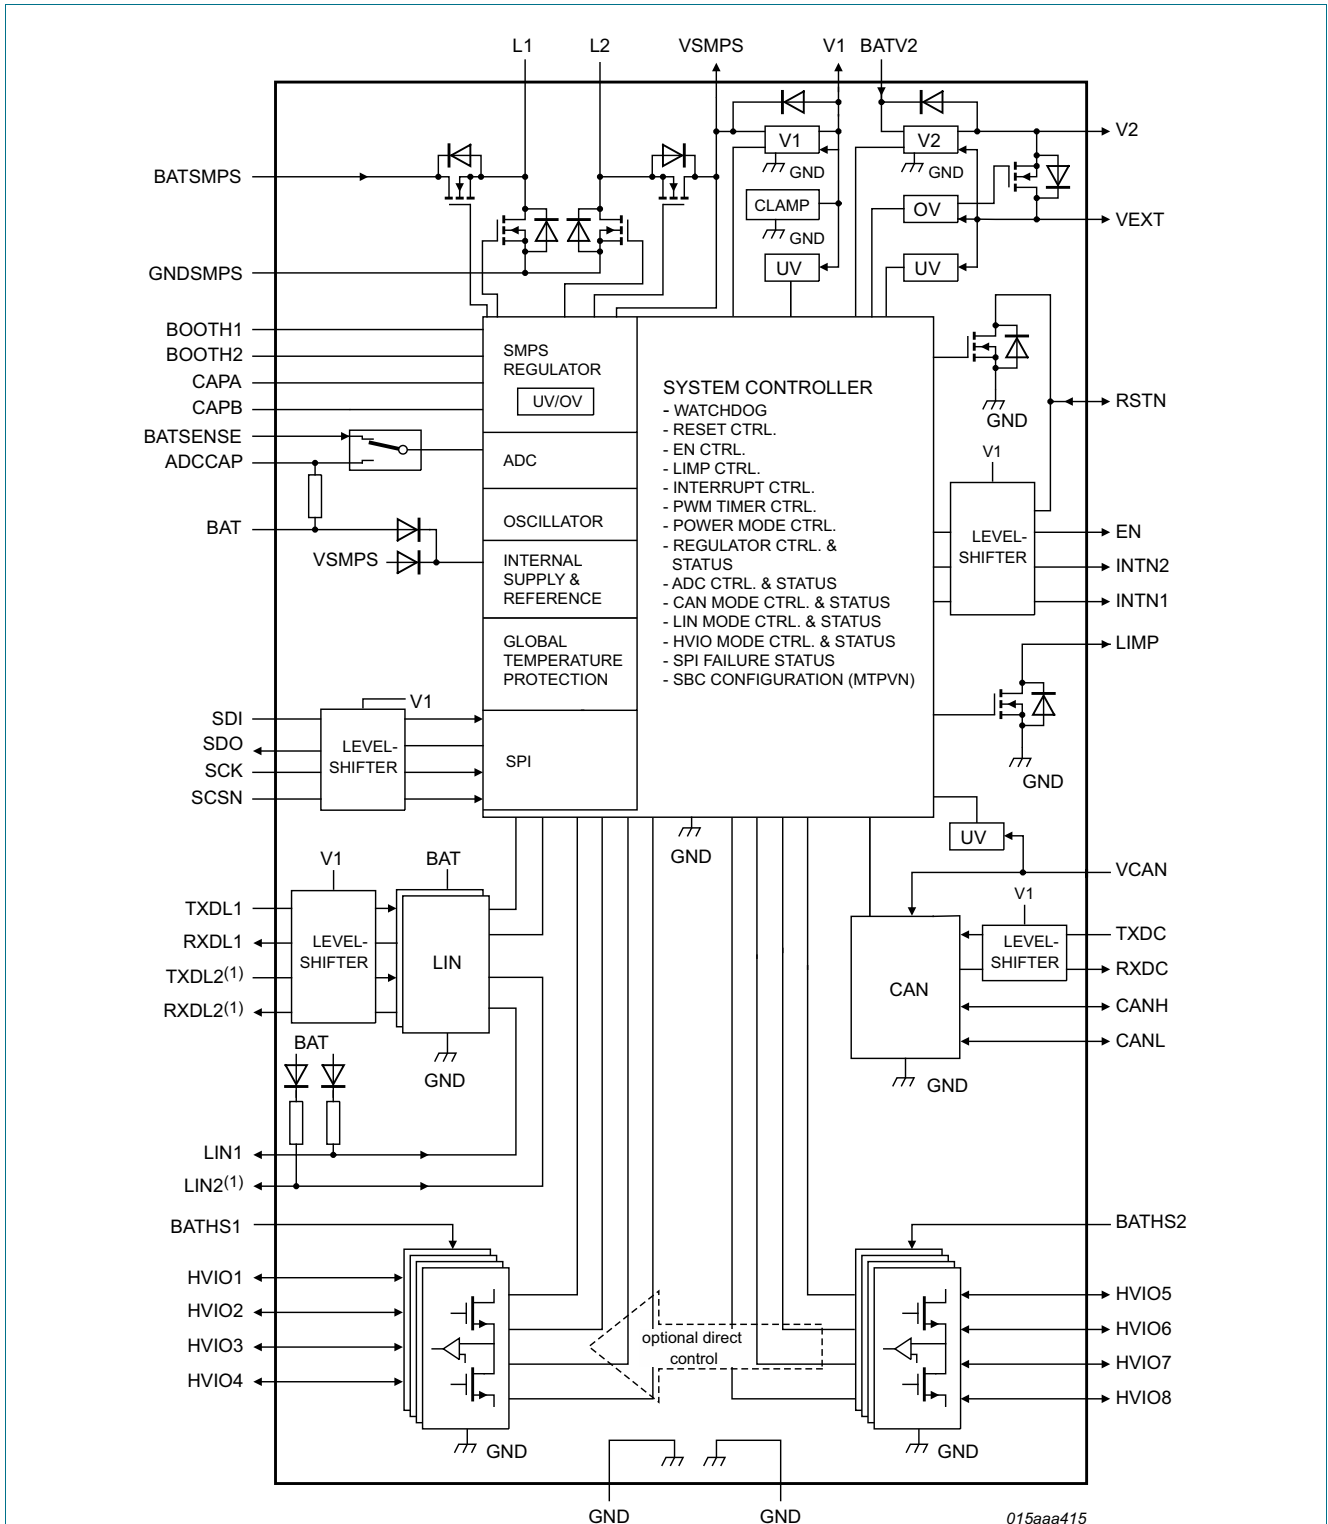 L1
L2
VSMPS
V1
BATV2
V1
GND
V2
GND
V2
BATSMPS
CLAMP
GND
OV
VEXT
GNDSMPS
UV
UV
BOOTH1
BOOTH2
CAPA
CAPB
BATSENSE
ADCCAP
BAT
VSMPS
SMPS
REGULATOR
UV/OV
ADC
OSCILLATOR
INTERNAL
SUPPLY &
REFERENCE
GLOBAL
TEMPERATURE
PROTECTION
SPI
SYSTEM CONTROLLER
- WATCHDOG
- RESET CTRL.
- EN CTRL.
- LIMP CTRL.
- INTERRUPT CTRL.
- PWM TIMER CTRL.
- POWER MODE CTRL.
- REGULATOR CTRL. &
STATUS
- ADC CTRL. & STATUS
- CAN MODE CTRL. & STATUS
- LIN MODE CTRL. & STATUS
- HVIO MODE CTRL. & STATUS
- SPI FAILURE STATUS
- SBC CONFIGURATION (MTPVN)
GND
RSTN
V1
LEVEL-
SHIFTER
EN
INTN2
INTN1
LIMP
GND
V1
SDI
SDO
SCK
SCSN
LEVEL-
SHIFTER
GND
UV
VCAN
V1
BAT
TXDL1
RXDL1
TXDL2(1)
RXDL2(1)
LEVEL-
SHIFTER
LIN
GND
V1
LEVEL-
SHIFTER
TXDC
RXDC
CANH
CANL
CAN
GND
BAT
LIN1
LIN2(1)
BATHS1
HVIO1
HVIO2
HVIO3
HVIO4
GND
optional direct
control
BATHS2
HVIO5
HVIO6
HVIO7
HVIO8
GND
GND
GND
015aaa415